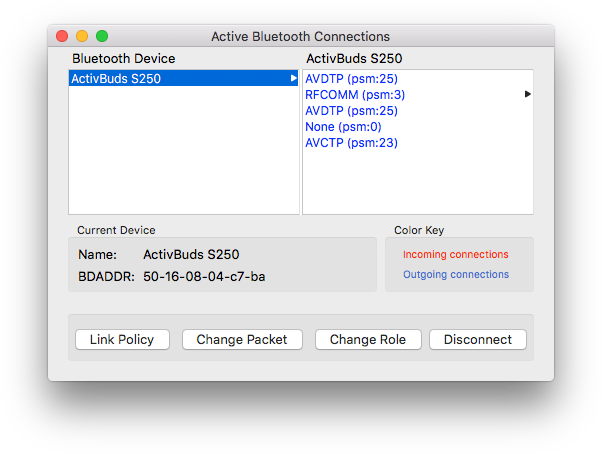 Active Bluetooth Connections
Bluetooth Device
ActivBuds S250
ActivBuds S250
AVDTP (psm:25)
RFCOMM (psm:3)
AVDTP (psm:25)
None (psm:0)
AVCTP (psm:23)
Current Device
Name: ActivBuds S250
BDADDR: 50-16-08-04-c7-ba
Color Key
Incoming connections
Outgoing connections
Link Policy
Change Packet
Change Role
Disconnect